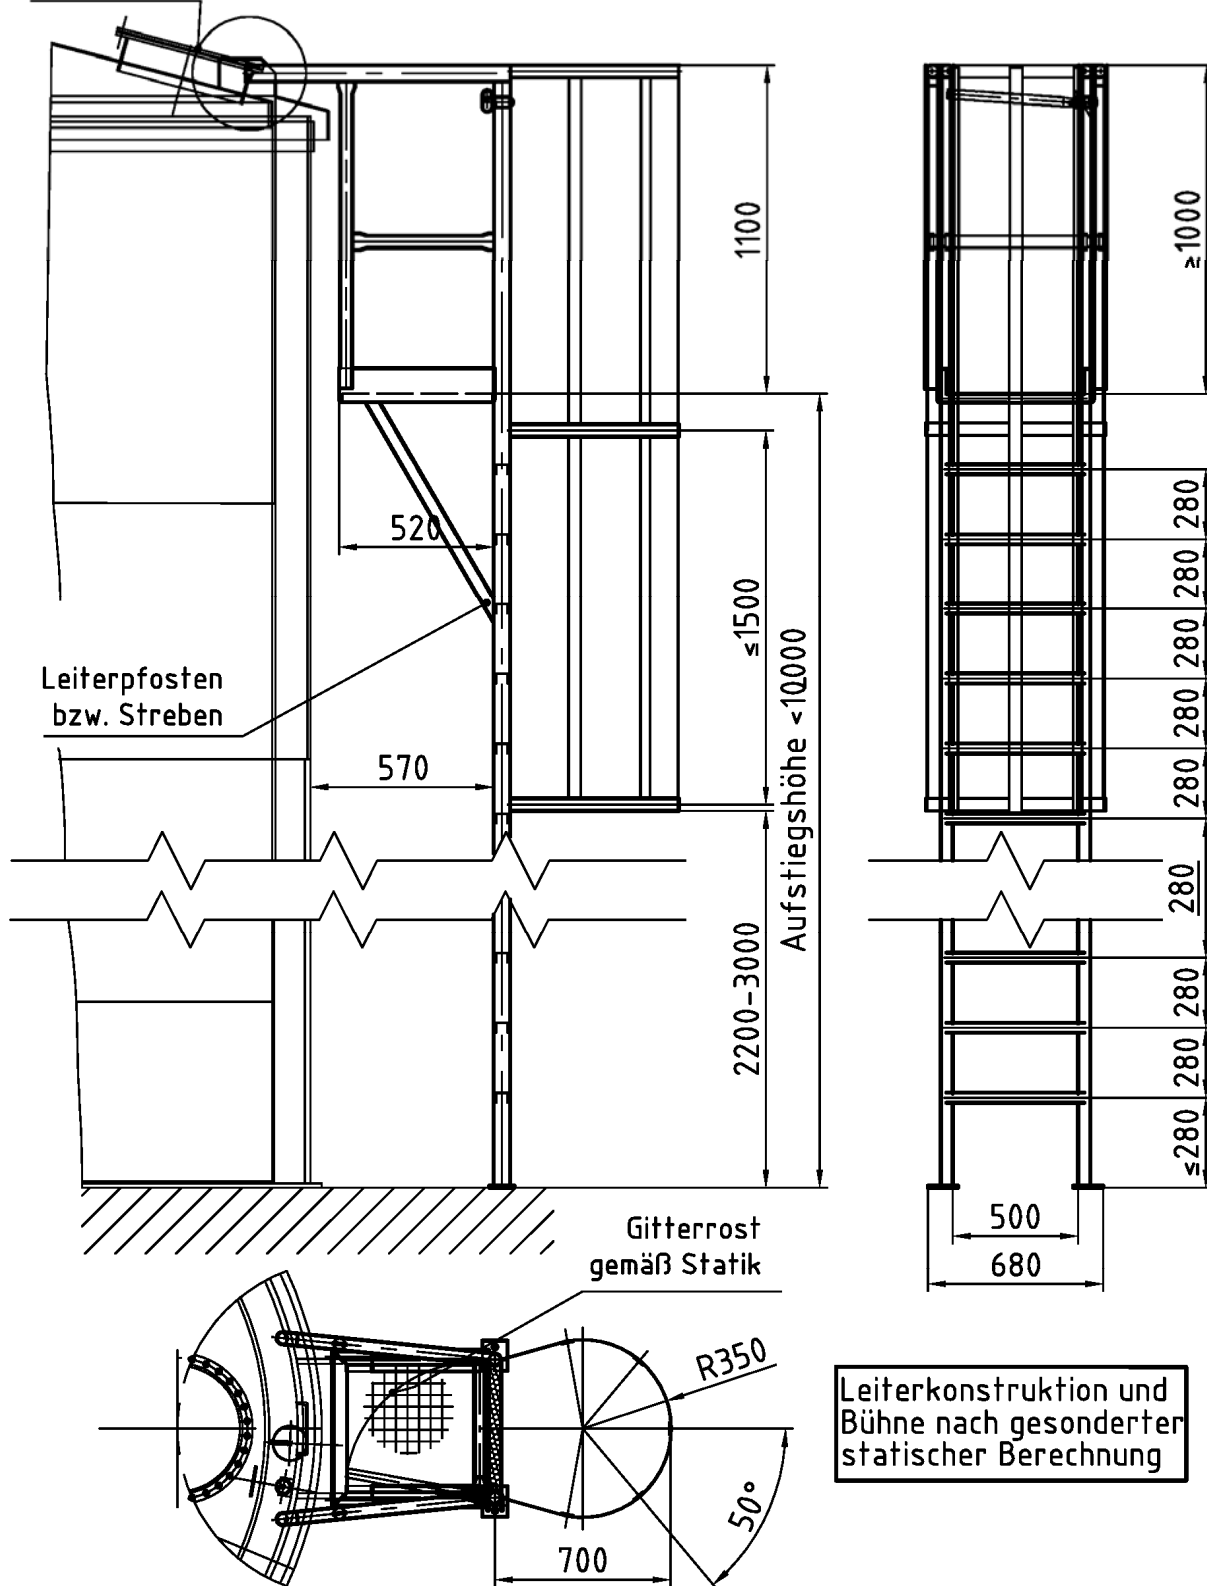 1100
≥1000
520
280
280
280
280
280
≤1500
Aufstiegshöhe <10000
Leiterpfosten
bzw. Streben
570
280
2200-3000
280
280
≤280
500
680
Gitterrost
gemäß Statik
R350
50°
700
Leiterkonstruktion und
Bühne nach gesonderter
statischer Berechnung